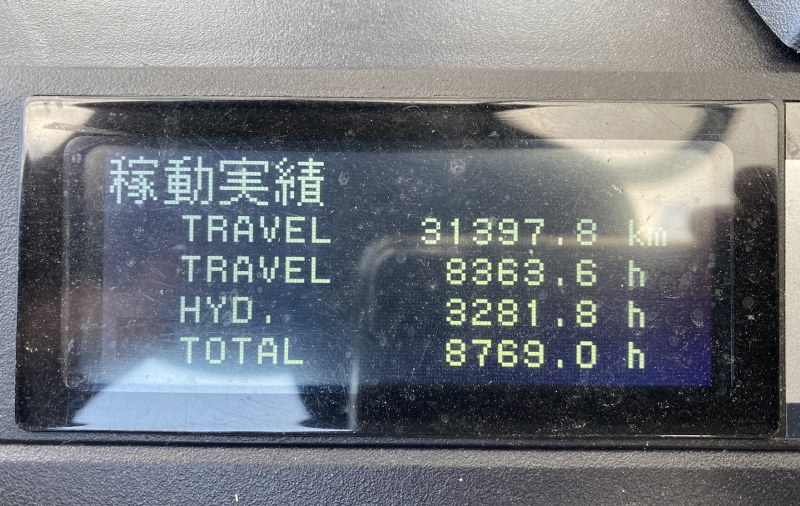 稼動実績
TRAVEL 31397.8 km
TRAVEL 8363.6 h
HYD. 3281.8 h
TOTAL 8769.0 h